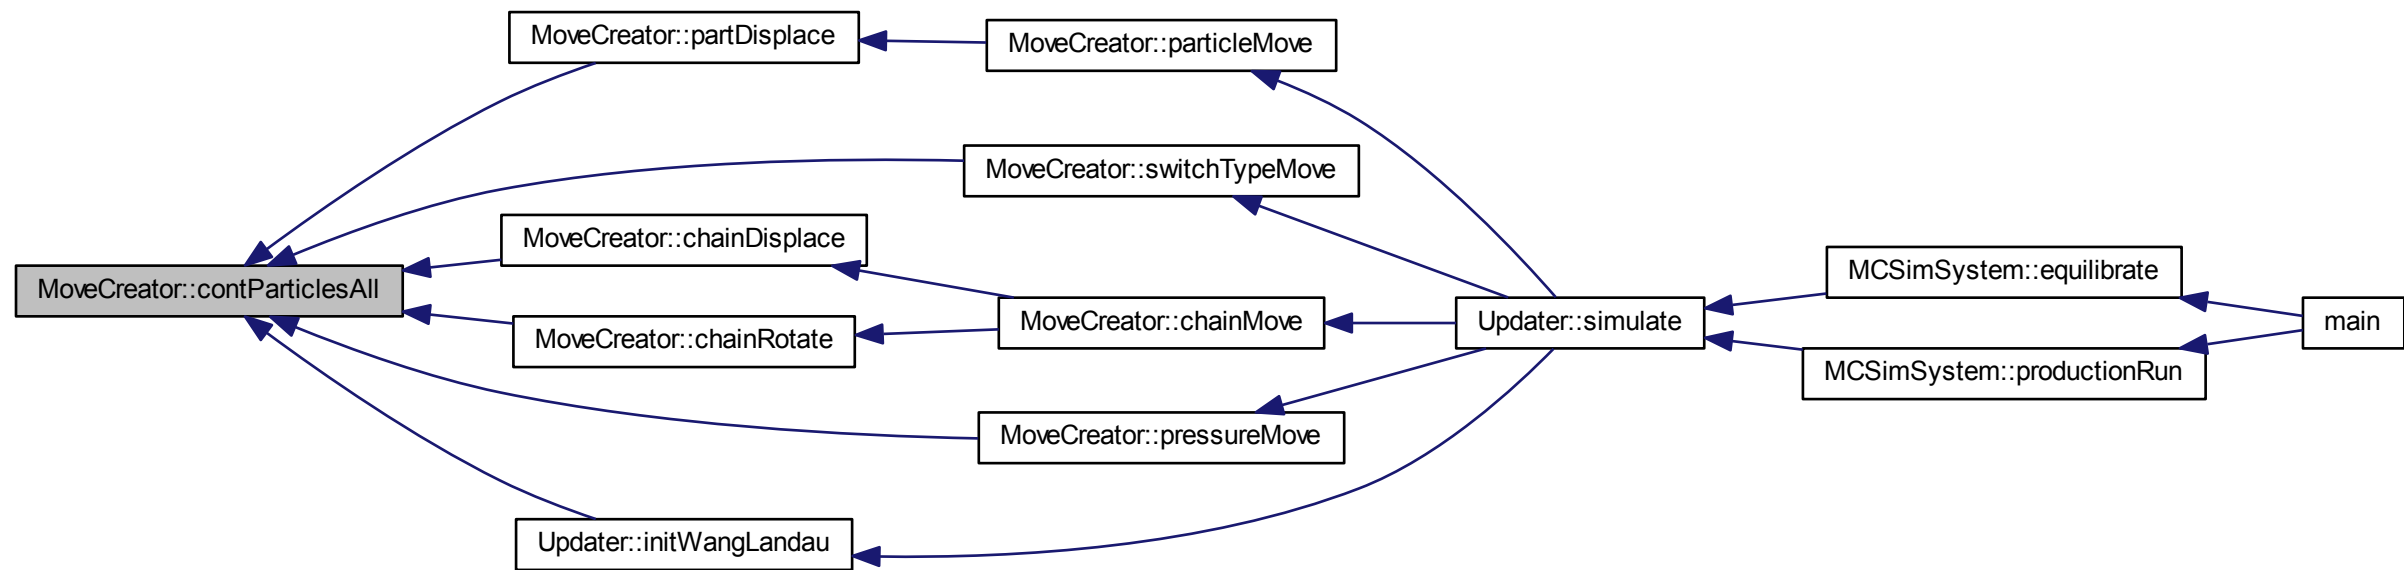 MoveCreator::partDisplace
MoveCreator::particleMove
MoveCreator::switchTypeMove
MoveCreator::chainDisplace
MoveCreator::contParticlesAll
MCSimSystem::equilibrate
MoveCreator::chainMove
Updater::simulate
main
MoveCreator::chainRotate
MCSimSystem::productionRun
MoveCreator::pressureMove
Updater::initWangLandau